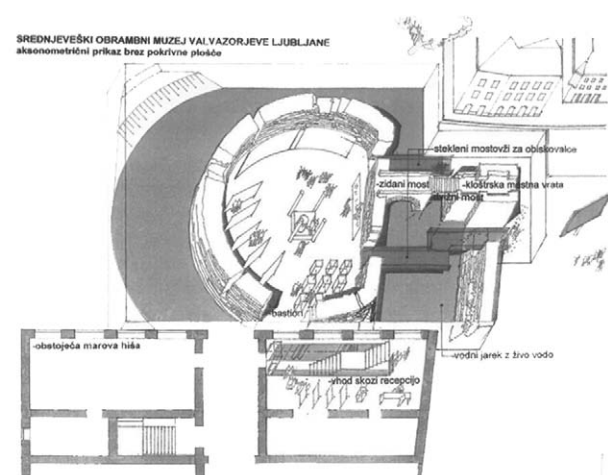 SREDNJEVEŠKI OBRAMBNI MUZEJ VALVAZORJEVE LJUBLJANE
aksonometrični prikaz brez pokrivne plošče
-stekleni mostovži za obiskovalce
-zidani most
-kloštrska mestna vrata
dvižni most
-bastion
-obstoječa marova hiša
-vodni jarek z živo vodo
-vhod skozi recepcijo